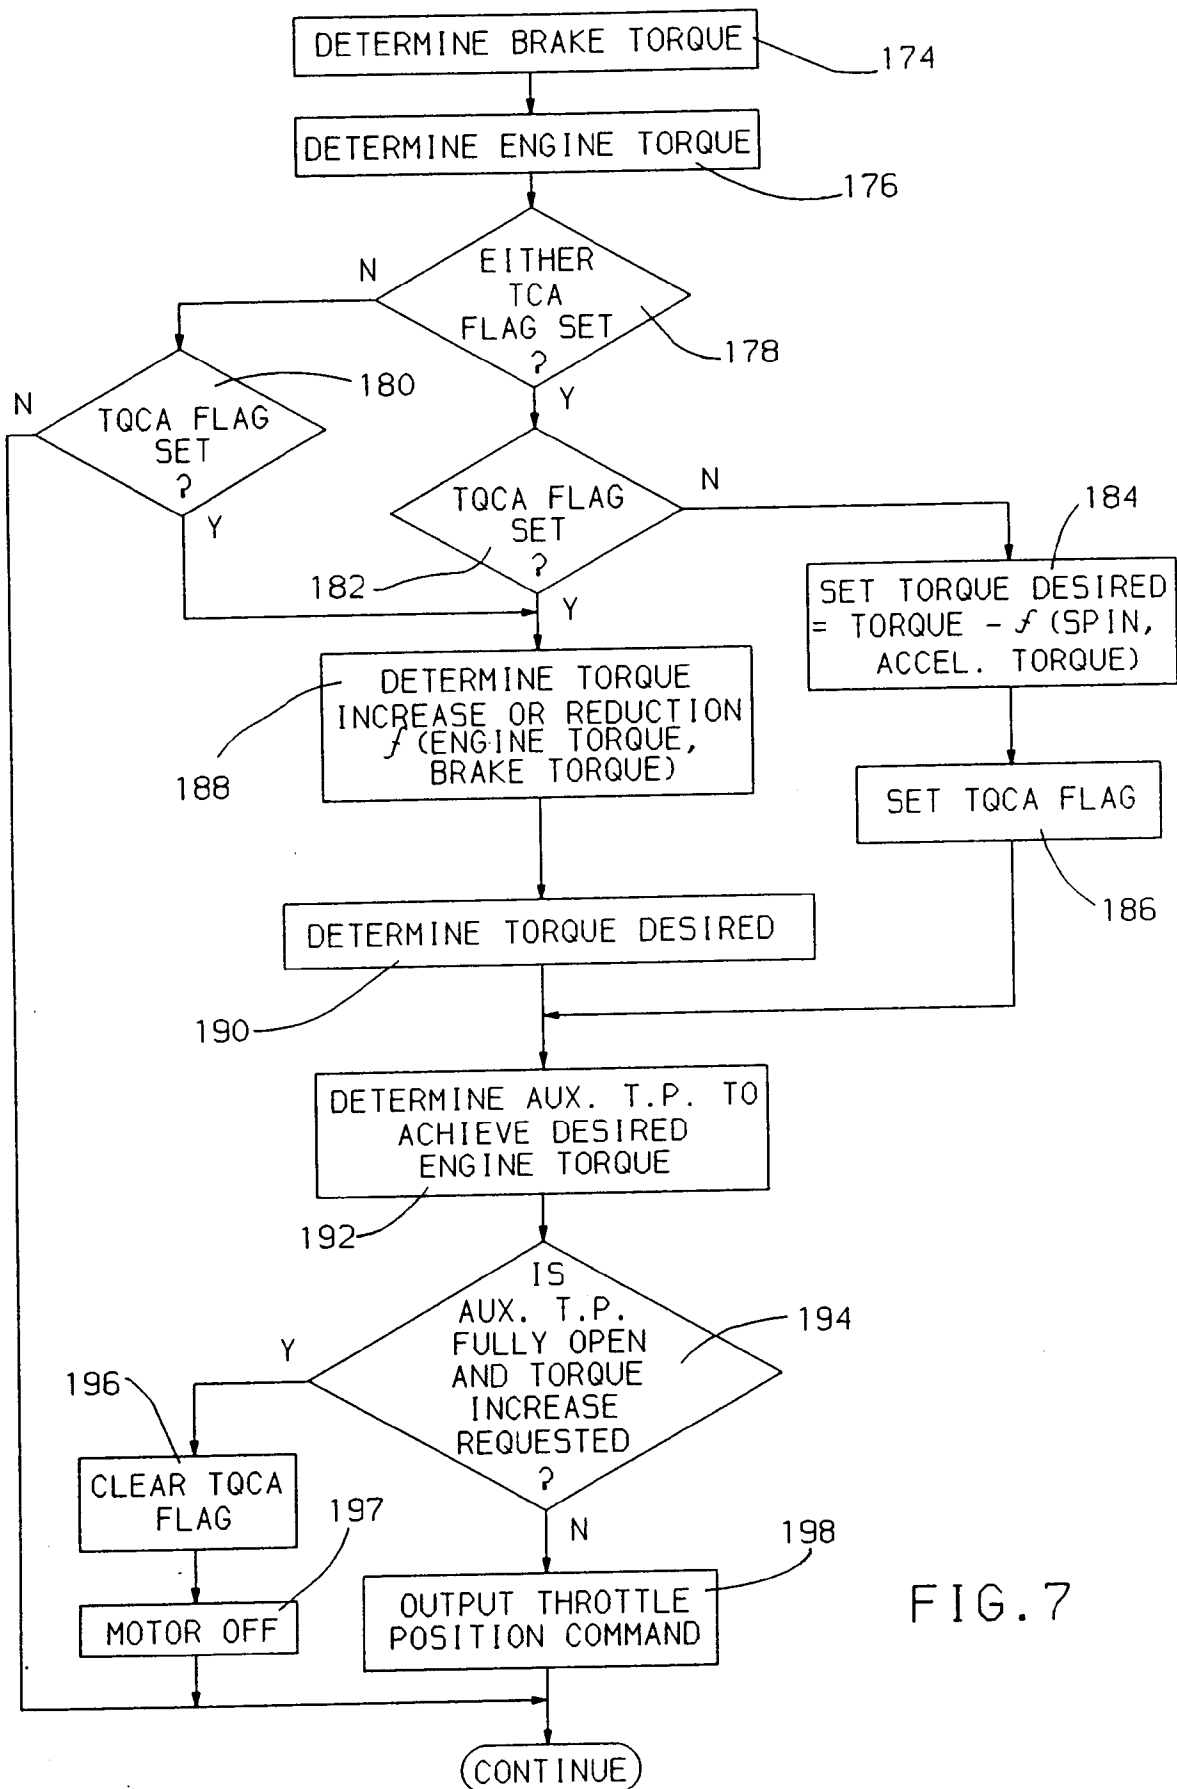 DETERMINE BRAKE TORQUE
174
DETERMINE ENGINE TORQUE
176
EITHER
TCA
FLAG SET
?
178
N
Y
180
TQCA FLAG
SET
?
N
Y
TQCA FLAG
SET
?
182
N
Y
184
SET TORQUE DESIRED
= TORQUE - f (SPIN,
ACCEL. TORQUE)
DETERMINE TORQUE
INCREASE OR REDUCTION
f (ENGINE TORQUE,
BRAKE TORQUE)
188
SET TQCA FLAG
186
DETERMINE TORQUE DESIRED
190
DETERMINE AUX. T.P. TO
ACHIEVE DESIRED
ENGINE TORQUE
192
IS
AUX. T.P.
FULLY OPEN
AND TORQUE
INCREASE
REQUESTED
?
194
Y
N
196
CLEAR TQCA
FLAG
197
MOTOR OFF
198
OUTPUT THROTTLE
POSITION COMMAND
CONTINUE
FIG. 7